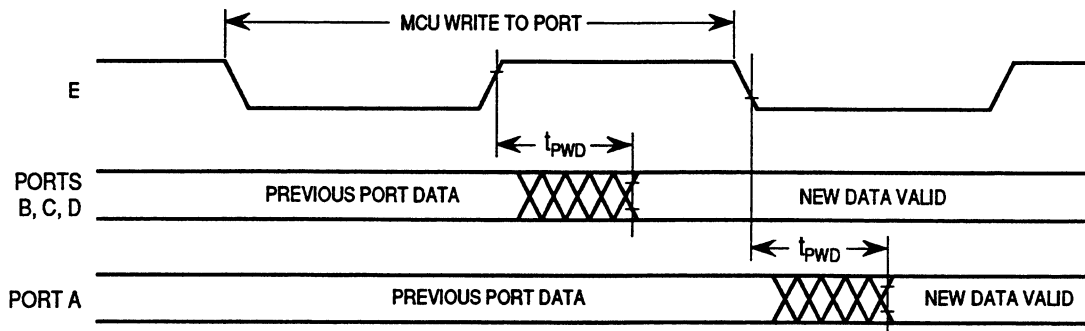 MCU WRITE TO PORT
E
tPWD
PORTS
B, C, D
PREVIOUS PORT DATA
NEW DATA VALID
tPWD
PORT A
PREVIOUS PORT DATA
NEW DATA VALID